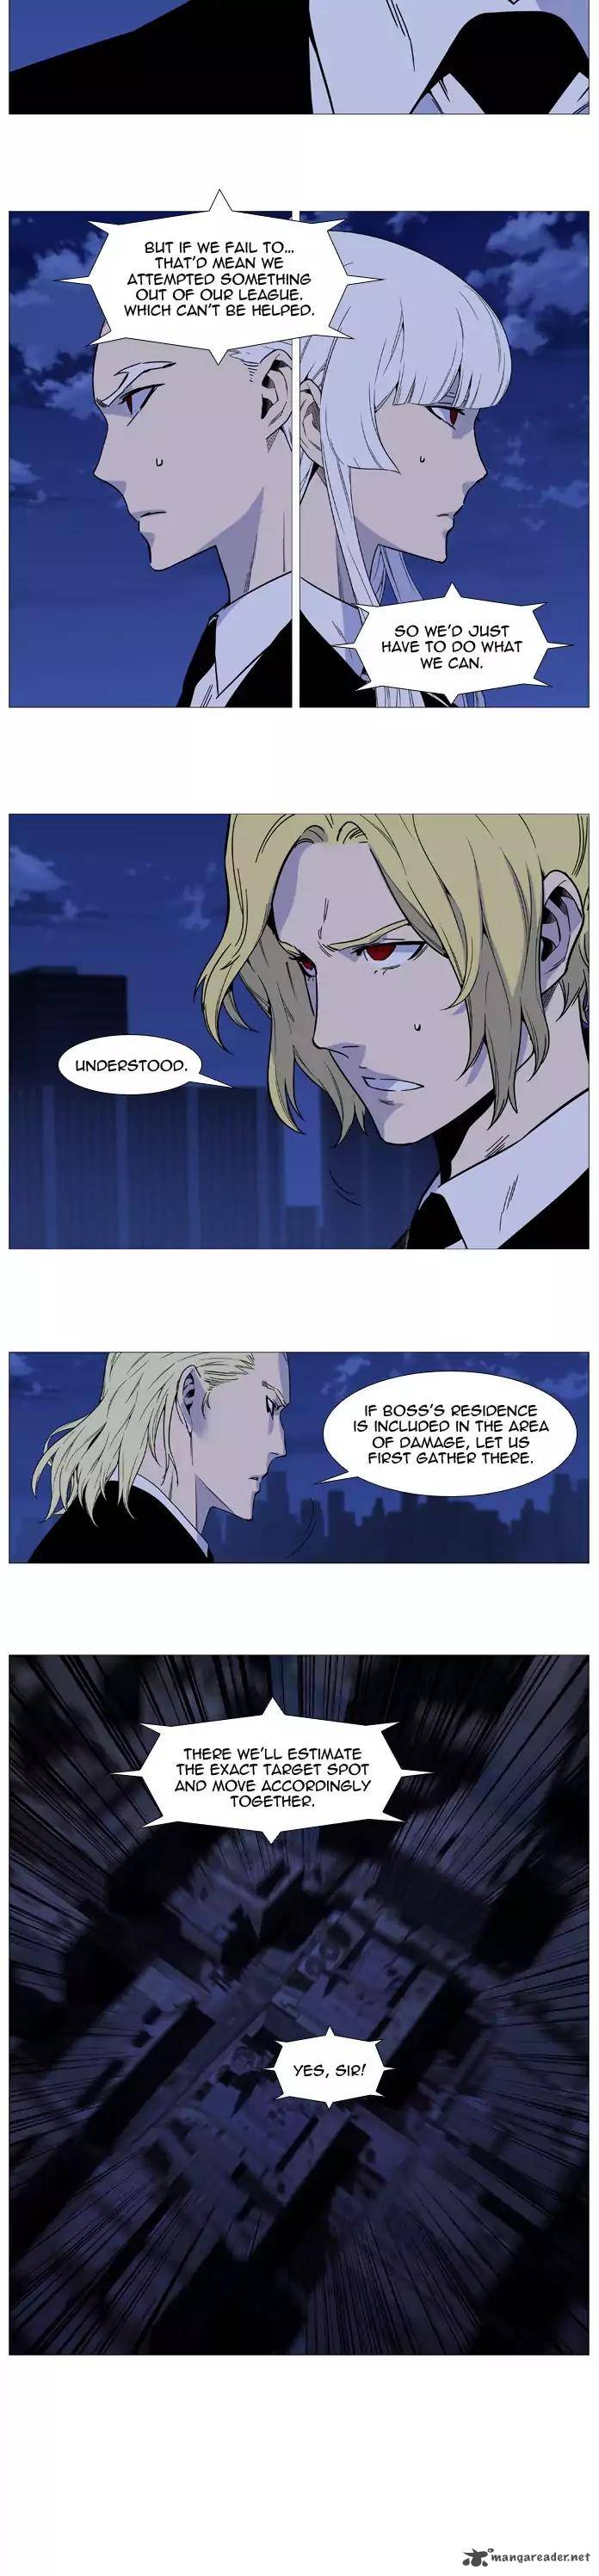 BUT IF WE FAIL TO...
THAT'D MEAN WE
ATTEMPTED SOMETHING
OUT OF OUR LEAGUE.
WHICH CAN'T BE HELPED.
SO WE'D JUST
HAVE TO DO WHAT
WE CAN.
UNDERSTOOD.
IF BOSS'S RESIDENCE
IS INCLUDED IN THE AREA
OF DAMAGE, LET US
FIRST GATHER THERE.
THERE WE'LL ESTIMATE
THE EXACT TARGET SPOT
AND MOVE ACCORDINGLY
TOGETHER.
YES, SIR!
mangareader.net